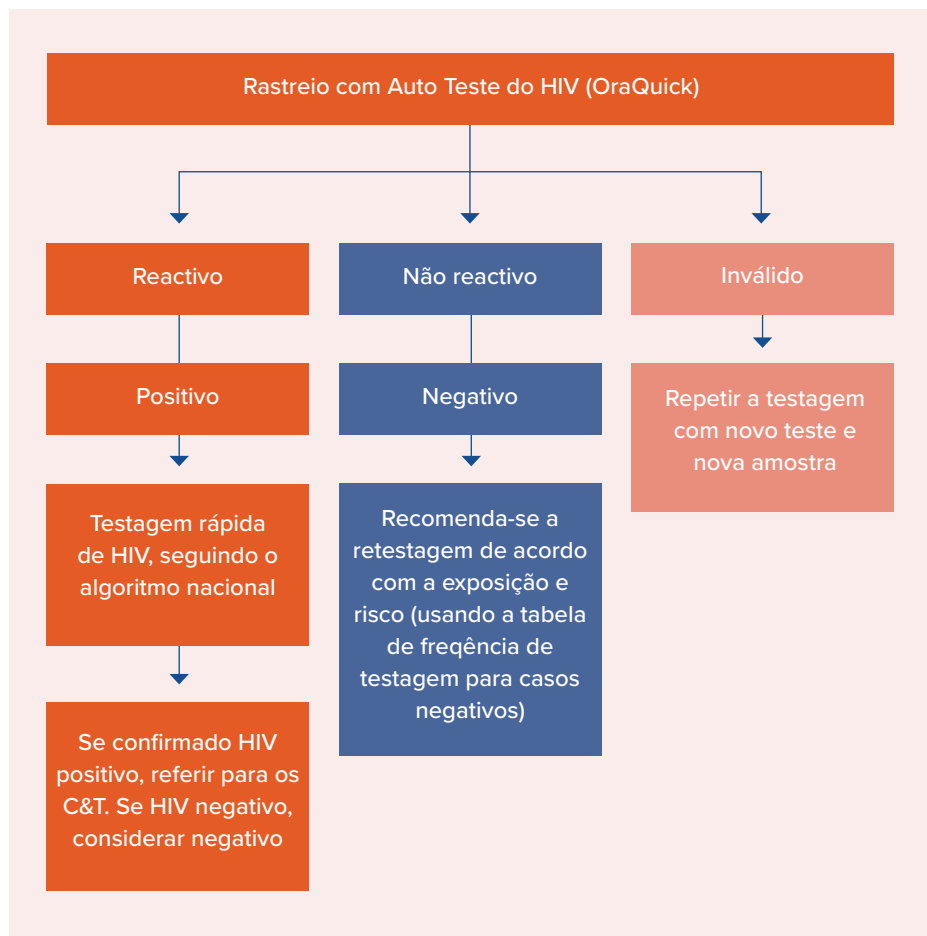 Rastreio com Auto Teste do HIV (OraQuick)
Reactivo
Não reactivo
Inválido
Positivo
Negativo
Repetir a testagem
com novo teste e
nova amostra
Testagem rápida
de HIV, seguindo o
algoritmo nacional
Recomenda-se a
retestagem de acordo
com a exposição e
risco (usando a tabela
de freqência de
testagem para casos
negativos)
Se confirmado HIV
positivo, referir para os
C&T. Se HIV negativo,
considerar negativo